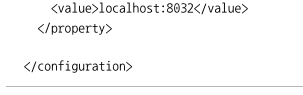 <value>localhost:8032</value>
</property>
</configuration>